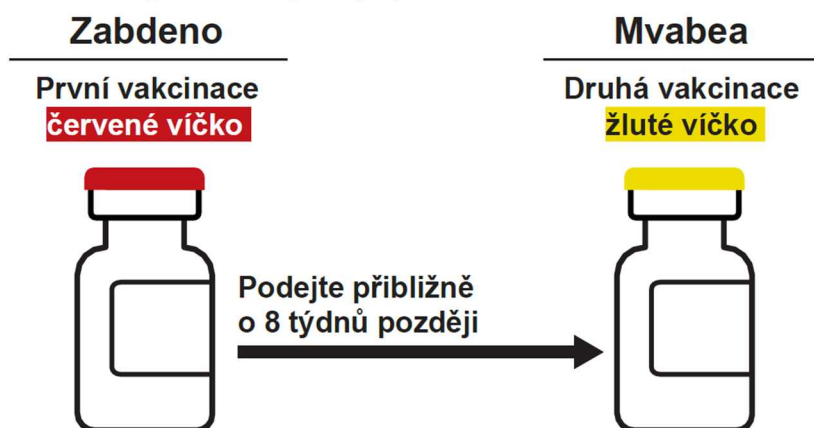 Zabdeno
První vakcinace
červené víčko
Mvabea
Druhá vakcinace
žluté víčko
Podejte přibližně
o 8 týdnů později